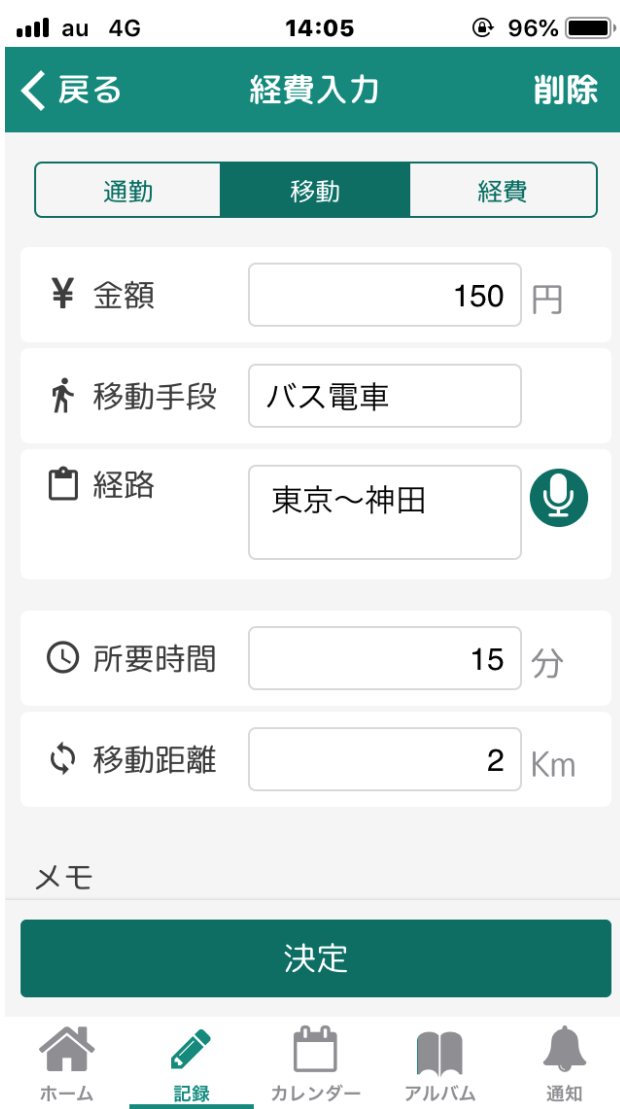 au 4G 14:05 96%
戻る 経費入力 削除
通勤 移動 経費
¥ 金額 150 円
移動手段 バス電車
経路 東京～神田
所要時間 15 分
移動距離 2 Km
メモ
決定
ホーム 記録 カレンダー アルバム 通知